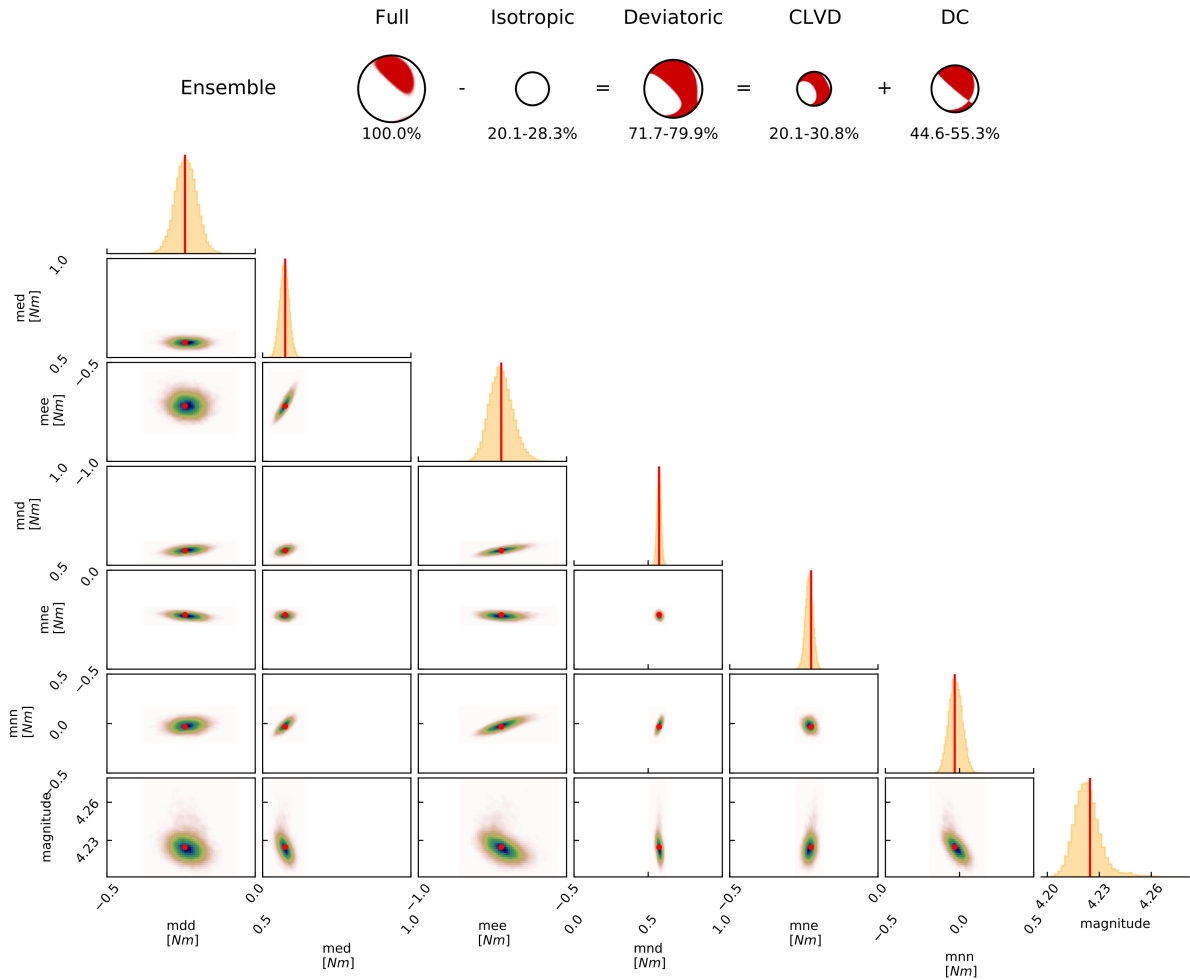 Full Isotropic Deviatoric CLVD DC
Ensemble - = = +
100.0% 20.1-28.3% 71.7-79.9% 20.1-30.8% 44.6-55.3%
1.0
med
[Nm]
0.5
−0.5
mee
[Nm]
−1.0
1.0
mnd
[Nm]
0.5
0.0
mne
[Nm]
−0.5
0.5
mnn
[Nm]
0.0
−0.5
magnitude
4.26
4.23
−0.5 0.0
mdd
[Nm]
0.5 1.0
med
[Nm]
−1.0 −0.5
mee
[Nm]
0.0 0.5 1.0
mnd
[Nm]
−0.5 0.0
mne
[Nm]
−0.5 0.0 0.5
mnn
[Nm]
4.20 4.23 4.26
magnitude